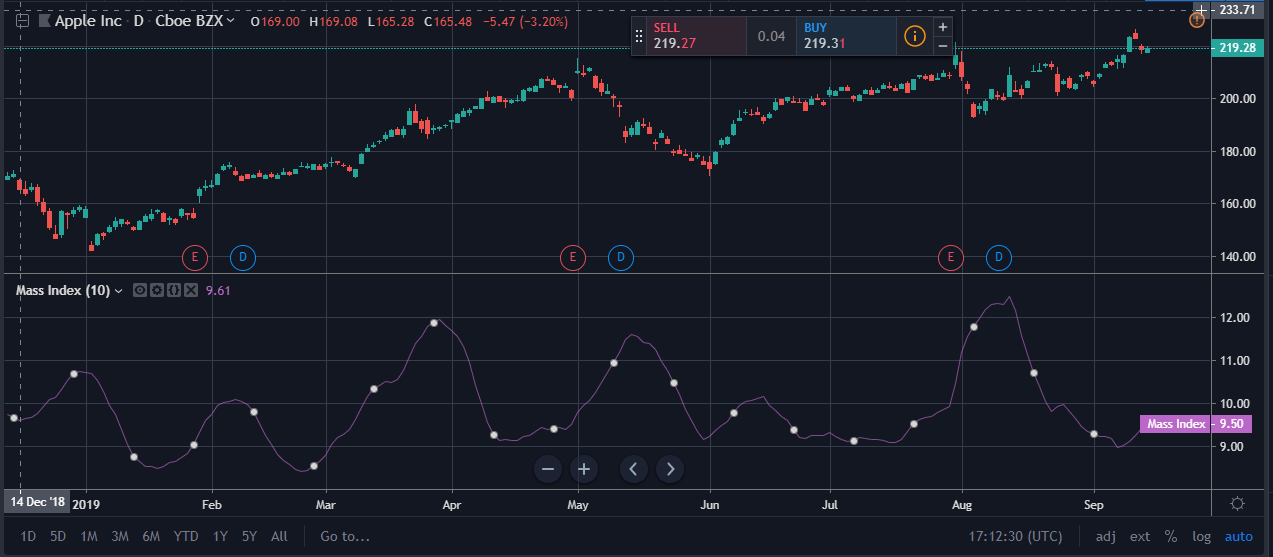 Apple Inc · D · Cboe BZX O169.00 H169.08 L165.28 C165.48 −5.47 (−3.20%)
SELL
219.27
0.04
BUY
219.31
i
+
−
!
233.71
219.28
200.00
180.00
160.00
140.00
E D E D E D
Mass Index (10) 9.61
12.00
11.00
10.00
Mass Index 9.50
9.00
14 Dec '18 2019 Feb Mar Apr May Jun Jul Aug Sep
1D 5D 1M 3M 6M YTD 1Y 5Y All Go to... 17:12:30 (UTC) adj ext % log auto